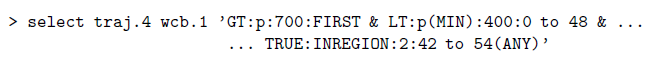 > select traj.4 wcb.1 ’GT:p:700:FIRST & LT:p(MIN):400:0 to 48 & ...
... TRUE:INREGION:2:42 to 54(ANY)’